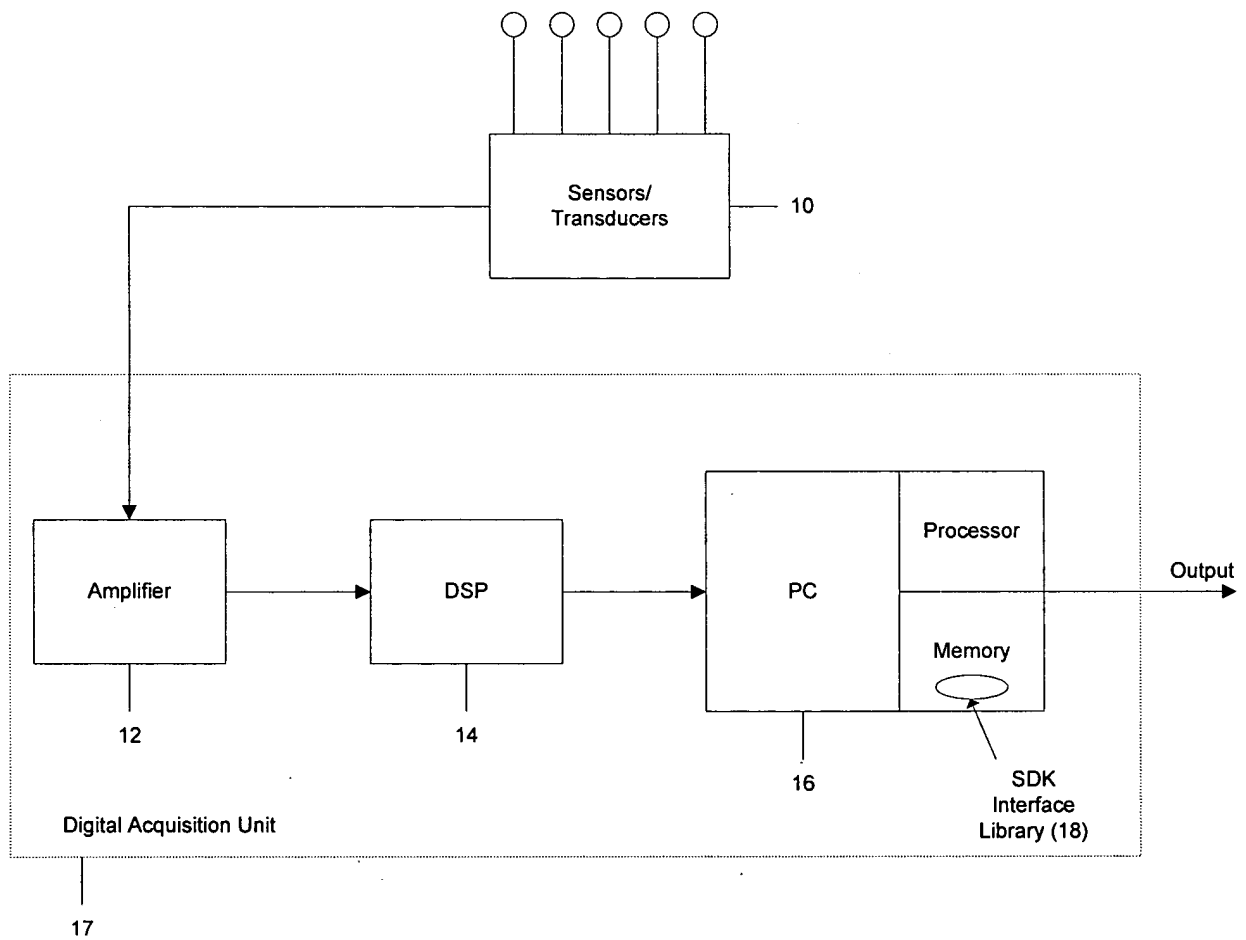 Sensors/
Transducers
10
Amplifier
DSP
PC
Processor
Memory
Output
12
14
16
SDK
Interface
Library (18)
Digital Acquisition Unit
17